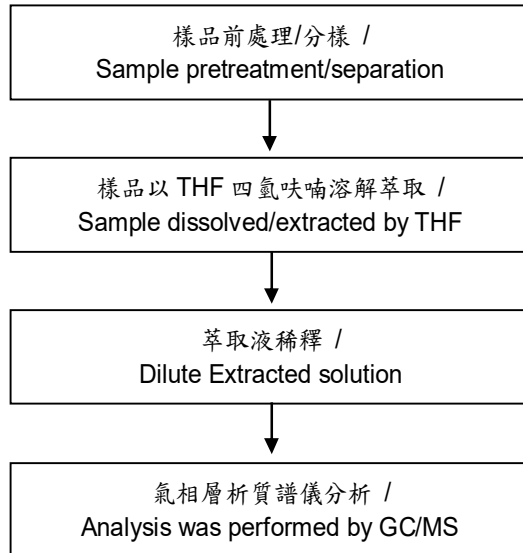 樣品前處理/分樣 /
Sample pretreatment/separation
樣品以 THF 四氫呋喃溶解萃取 /
Sample dissolved/extracted by THF
萃取液稀釋 /
Dilute Extracted solution
氣相層析質譜儀分析 /
Analysis was performed by GC/MS